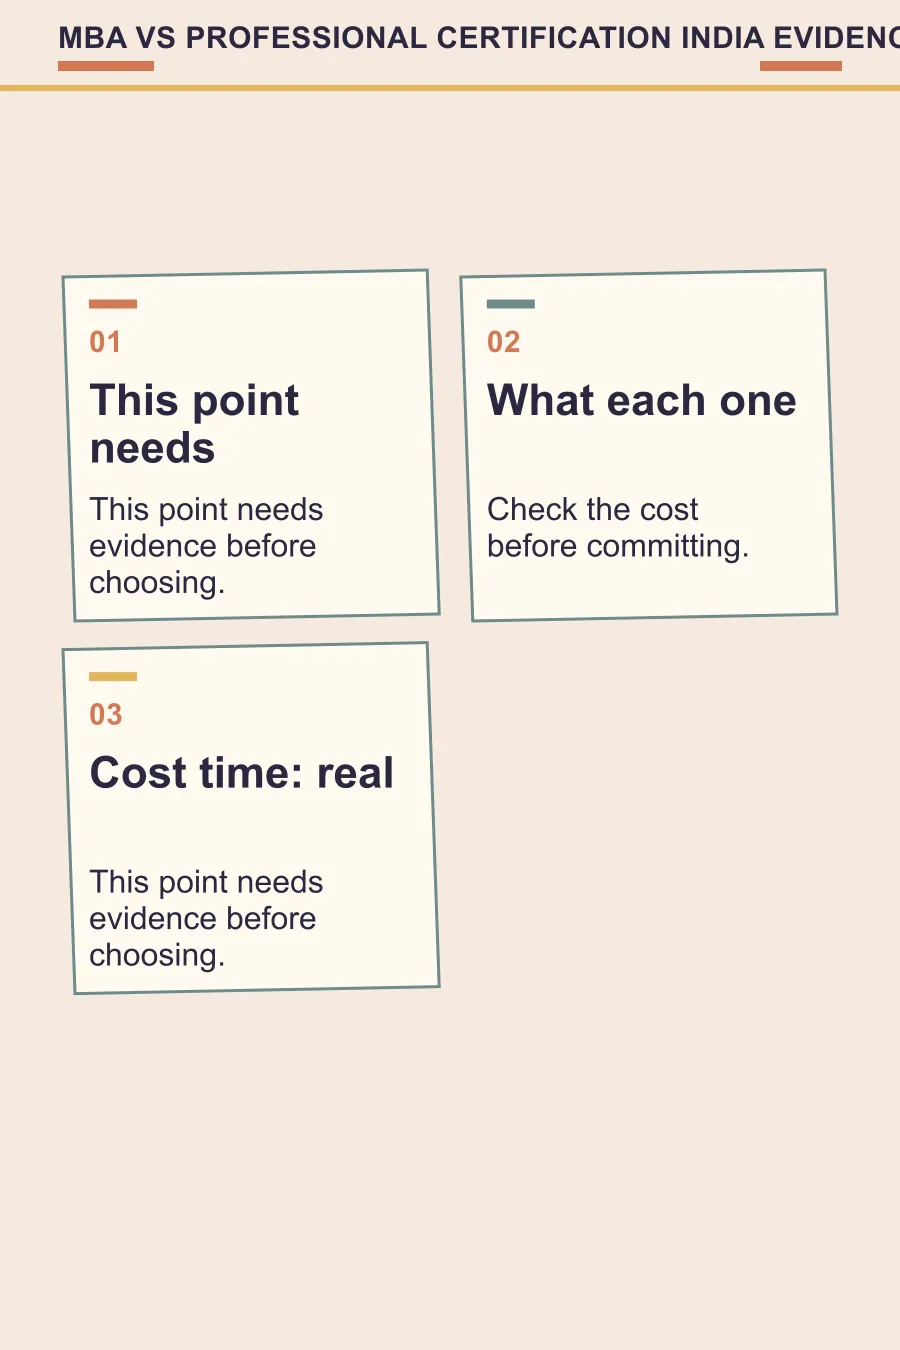 MBA VS PROFESSIONAL CERTIFICATION INDIA
01
This point
needs
This point needs
evidence before
choosing.
02
What each one
Check the cost
before committing.
03
Cost time: real
This point needs
evidence before
choosing.